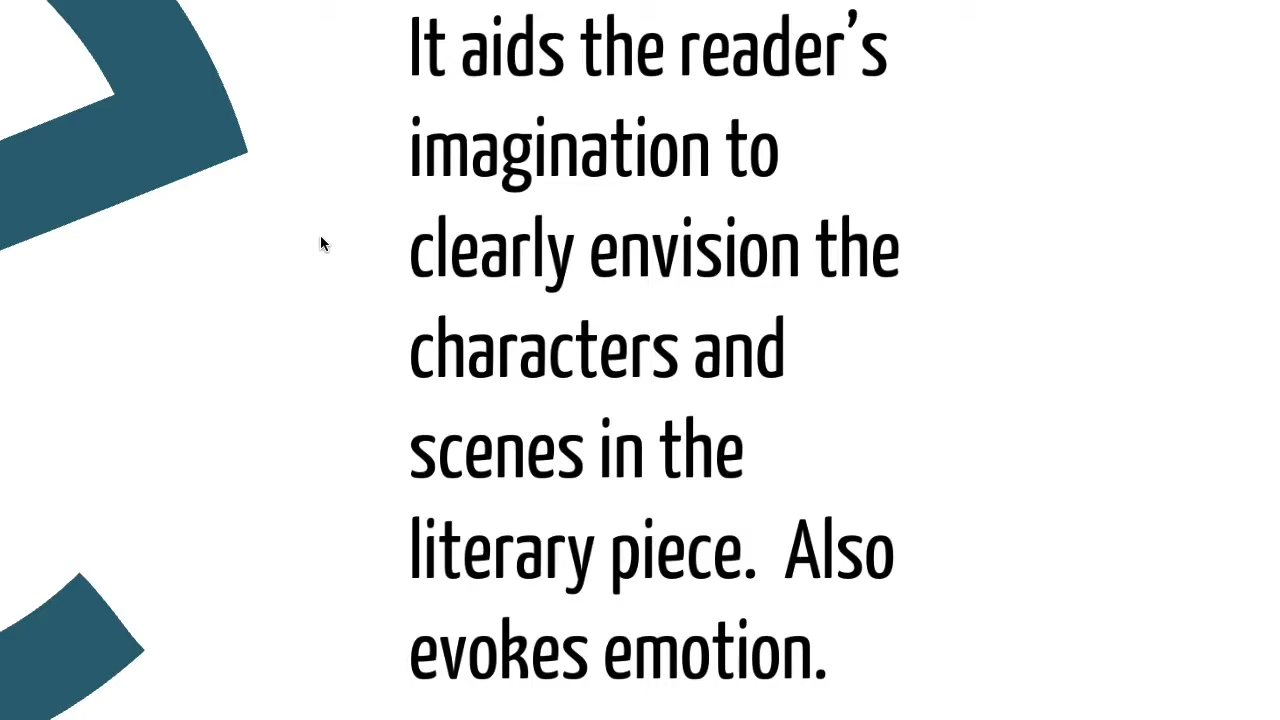 It aids the reader’s
imagination to
clearly envision the
characters and
scenes in the
literary piece.  Also
evokes emotion.